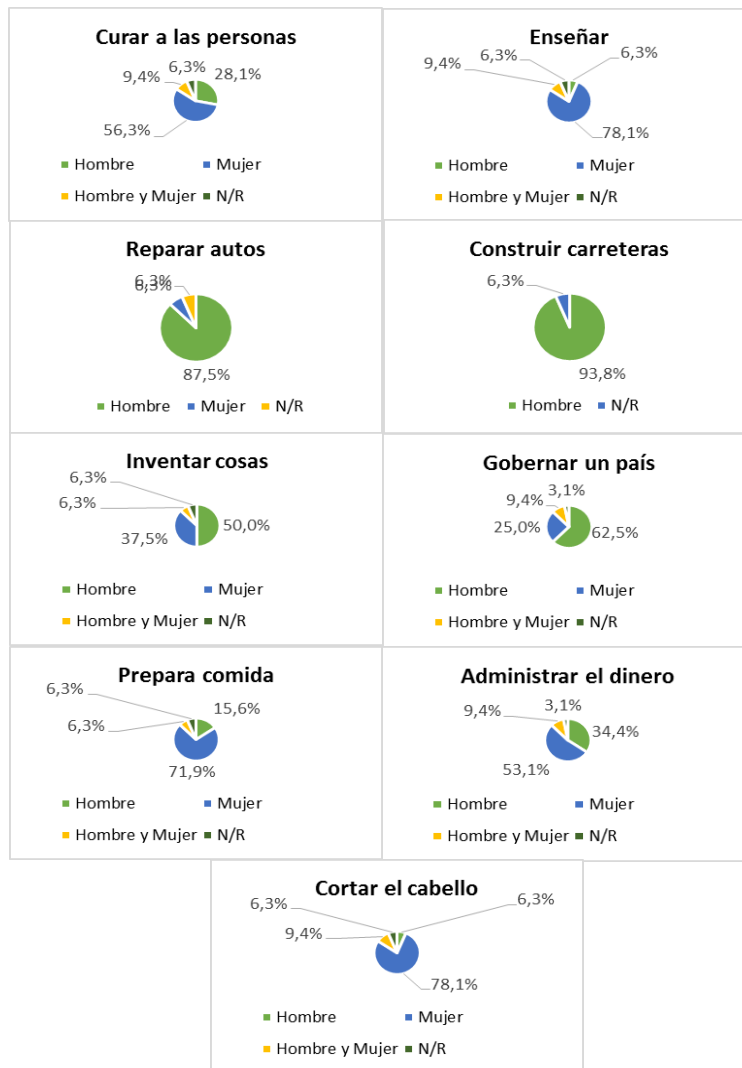 Curar a las personas
6,3%
9,4%
28,1%
56,3%
Hombre Mujer
Hombre y Mujer N/R
Enseñar
6,3% 6,3%
9,4%
78,1%
Hombre Mujer
Hombre y Mujer N/R
Reparar autos
6,3%
6,3%
87,5%
Hombre Mujer N/R
Construir carreteras
6,3%
93,8%
Hombre N/R
Inventar cosas
6,3%
6,3%
50,0%
37,5%
Hombre Mujer
Hombre y Mujer N/R
Gobernar un país
3,1%
9,4%
25,0% 62,5%
Hombre Mujer
Hombre y Mujer N/R
Prepara comida
6,3%
15,6%
6,3%
71,9%
Hombre Mujer
Hombre y Mujer N/R
Administrar el dinero
3,1%
9,4%
34,4%
53,1%
Hombre Mujer
Hombre y Mujer N/R
Cortar el cabello
6,3% 6,3%
9,4%
78,1%
Hombre Mujer
Hombre y Mujer N/R